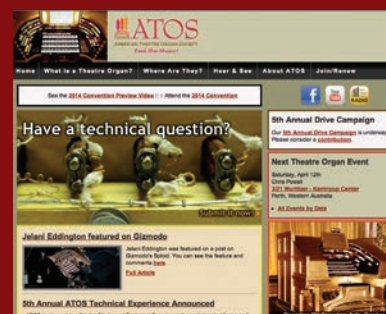 ATOS
AMERICAN THEATRE ORGAN SOCIETY
Home What is a Theatre Organ? Where Are They? Hear & See About ATOS Join/Renew
See the 2014 Convention Preview Video Attend the 2014 Convention
You
RADIO
Have a technical question?
Submit it now!
5th Annual Drive Campaign
Our 5th Annual Drive Campaign is underway
Please consider a contribution.
Next Theatre Organ Event
Saturday, April 12th
Chris Powell
3/21 Wurlitzer - Karrinyup Center
Perth, Western Australia
All Events by Date
Jelani Eddington featured on Gizmodo
Jelani Eddington was featured on a post on
Gizmodo's Sploid. You can see the feature and
comments here.
Full Article
5th Annual ATOS Technical Experience Announced